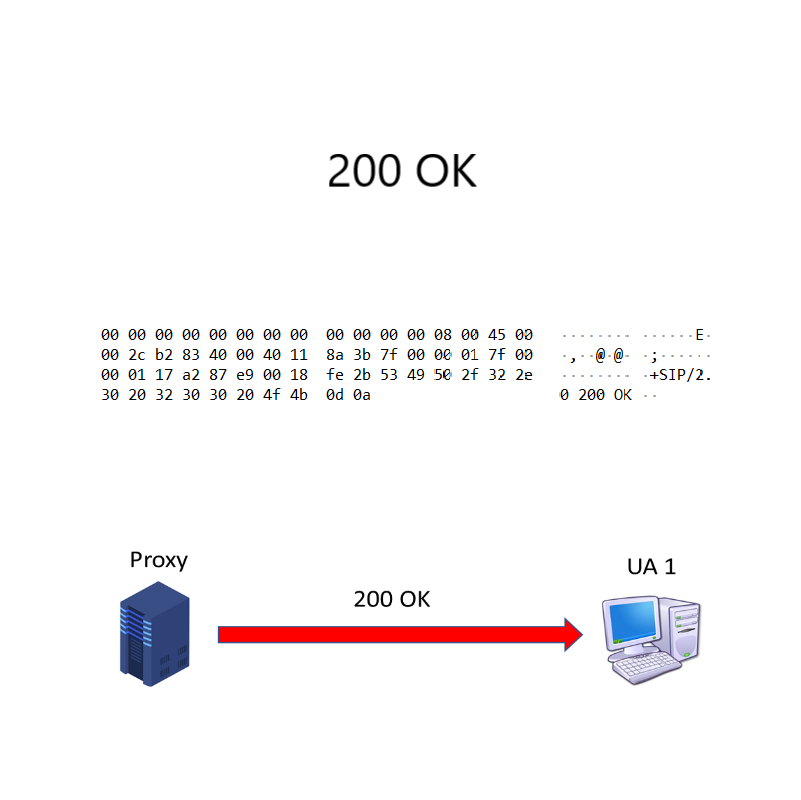 200 OK
00 00 00 00 00 00 00 00  00 00 00 00 08 00 45 00  ········ ······E·
00 2c b2 83 40 00 40 11  8a 3b 7f 00 00 01 7f 00  ·,··@·@· ·;······
00 01 17 a2 87 e9 00 18  fe 2b 53 49 50 2f 32 2e  ········ ·+SIP/2.
30 20 32 30 30 20 4f 4b  0d 0a  0 200 OK ··
Proxy
UA 1
200 OK